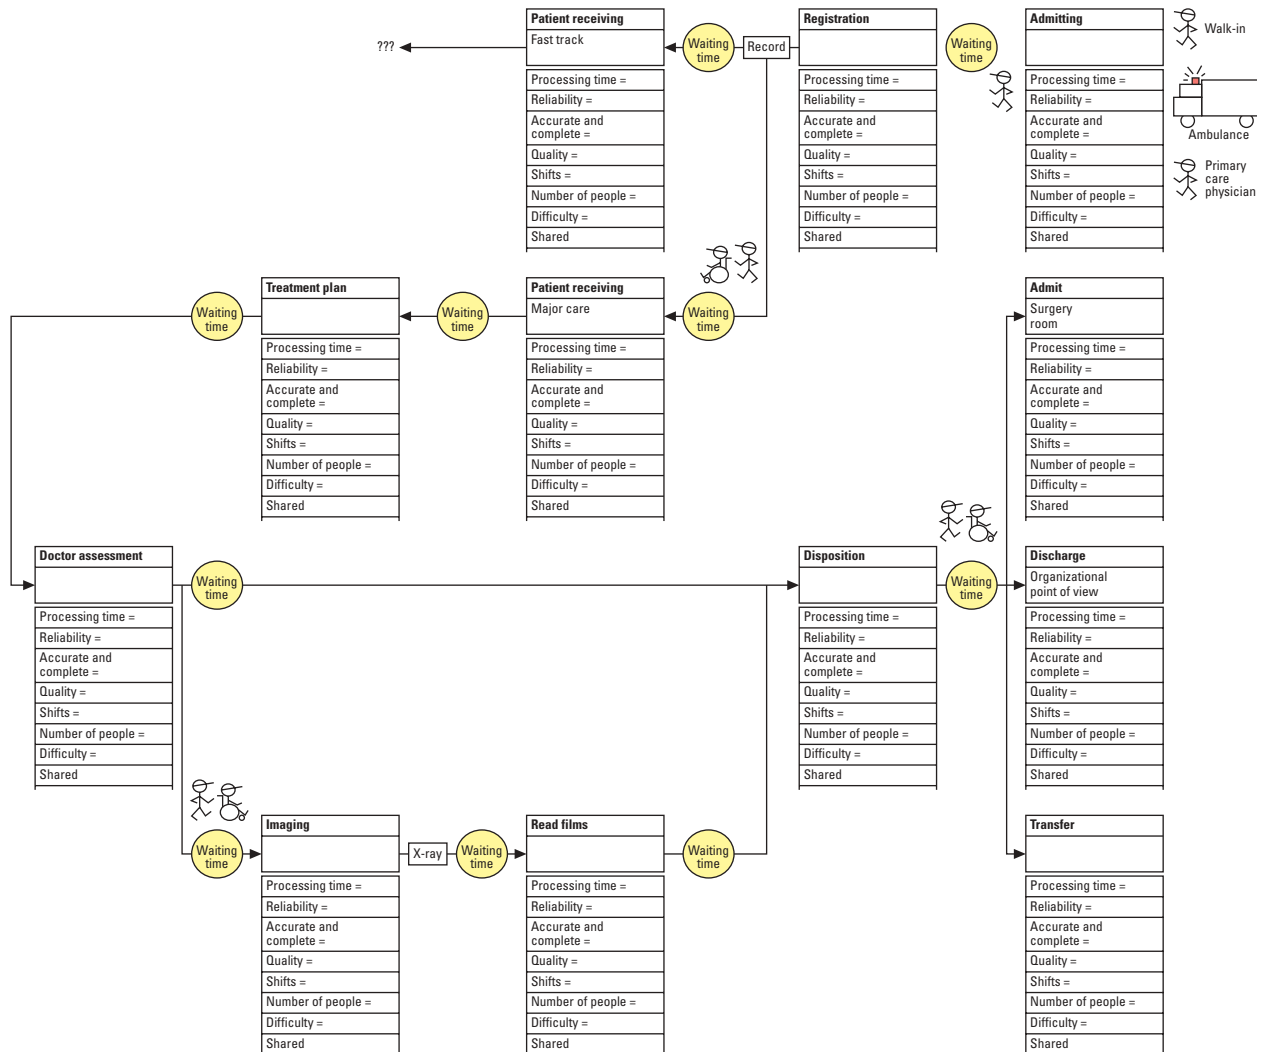 Patient receiving
Fast track
Processing time =
Reliability =
Accurate and
complete =
Quality =
Shifts =
Number of people =
Difficulty =
Shared
???
Waiting
time
Record
Registration
Processing time =
Reliability =
Accurate and
complete =
Quality =
Shifts =
Number of people =
Difficulty =
Shared
Waiting
time
Admitting
Processing time =
Reliability =
Accurate and
complete =
Quality =
Shifts =
Number of people =
Difficulty =
Shared
Walk-in
Ambulance
Primary
care
physician
Waiting
time
Treatment plan
Processing time =
Reliability =
Accurate and
complete =
Quality =
Shifts =
Number of people =
Difficulty =
Shared
Waiting
time
Patient receiving
Major care
Processing time =
Reliability =
Accurate and
complete =
Quality =
Shifts =
Number of people =
Difficulty =
Shared
Waiting
time
Admit
Surgery
room
Processing time =
Reliability =
Accurate and
complete =
Quality =
Shifts =
Number of people =
Difficulty =
Shared
Doctor assessment
Processing time =
Reliability =
Accurate and
complete =
Quality =
Shifts =
Number of people =
Difficulty =
Shared
Waiting
time
Disposition
Processing time =
Reliability =
Accurate and
complete =
Quality =
Shifts =
Number of people =
Difficulty =
Shared
Waiting
time
Discharge
Organizational
point of view
Processing time =
Reliability =
Accurate and
complete =
Quality =
Shifts =
Number of people =
Difficulty =
Shared
Waiting
time
Imaging
Processing time =
Reliability =
Accurate and
complete =
Quality =
Shifts =
Number of people =
Difficulty =
Shared
X-ray
Waiting
time
Read films
Processing time =
Reliability =
Accurate and
complete =
Quality =
Shifts =
Number of people =
Difficulty =
Shared
Waiting
time
Transfer
Processing time =
Reliability =
Accurate and
complete =
Quality =
Shifts =
Number of people =
Difficulty =
Shared